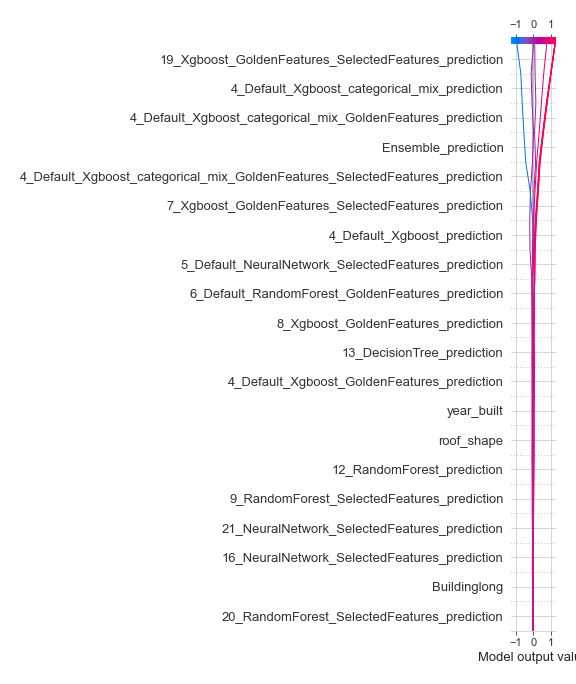 −1 0 1
19_Xgboost_GoldenFeatures_SelectedFeatures_prediction
4_Default_Xgboost_categorical_mix_prediction
4_Default_Xgboost_categorical_mix_GoldenFeatures_prediction
Ensemble_prediction
4_Default_Xgboost_categorical_mix_GoldenFeatures_SelectedFeatures_prediction
7_Xgboost_GoldenFeatures_SelectedFeatures_prediction
4_Default_Xgboost_prediction
5_Default_NeuralNetwork_SelectedFeatures_prediction
6_Default_RandomForest_GoldenFeatures_prediction
8_Xgboost_GoldenFeatures_prediction
13_DecisionTree_prediction
4_Default_Xgboost_GoldenFeatures_prediction
year_built
roof_shape
12_RandomForest_prediction
9_RandomForest_SelectedFeatures_prediction
21_NeuralNetwork_SelectedFeatures_prediction
16_NeuralNetwork_SelectedFeatures_prediction
Buildinglong
20_RandomForest_SelectedFeatures_prediction
−1 0 1
Model output valu